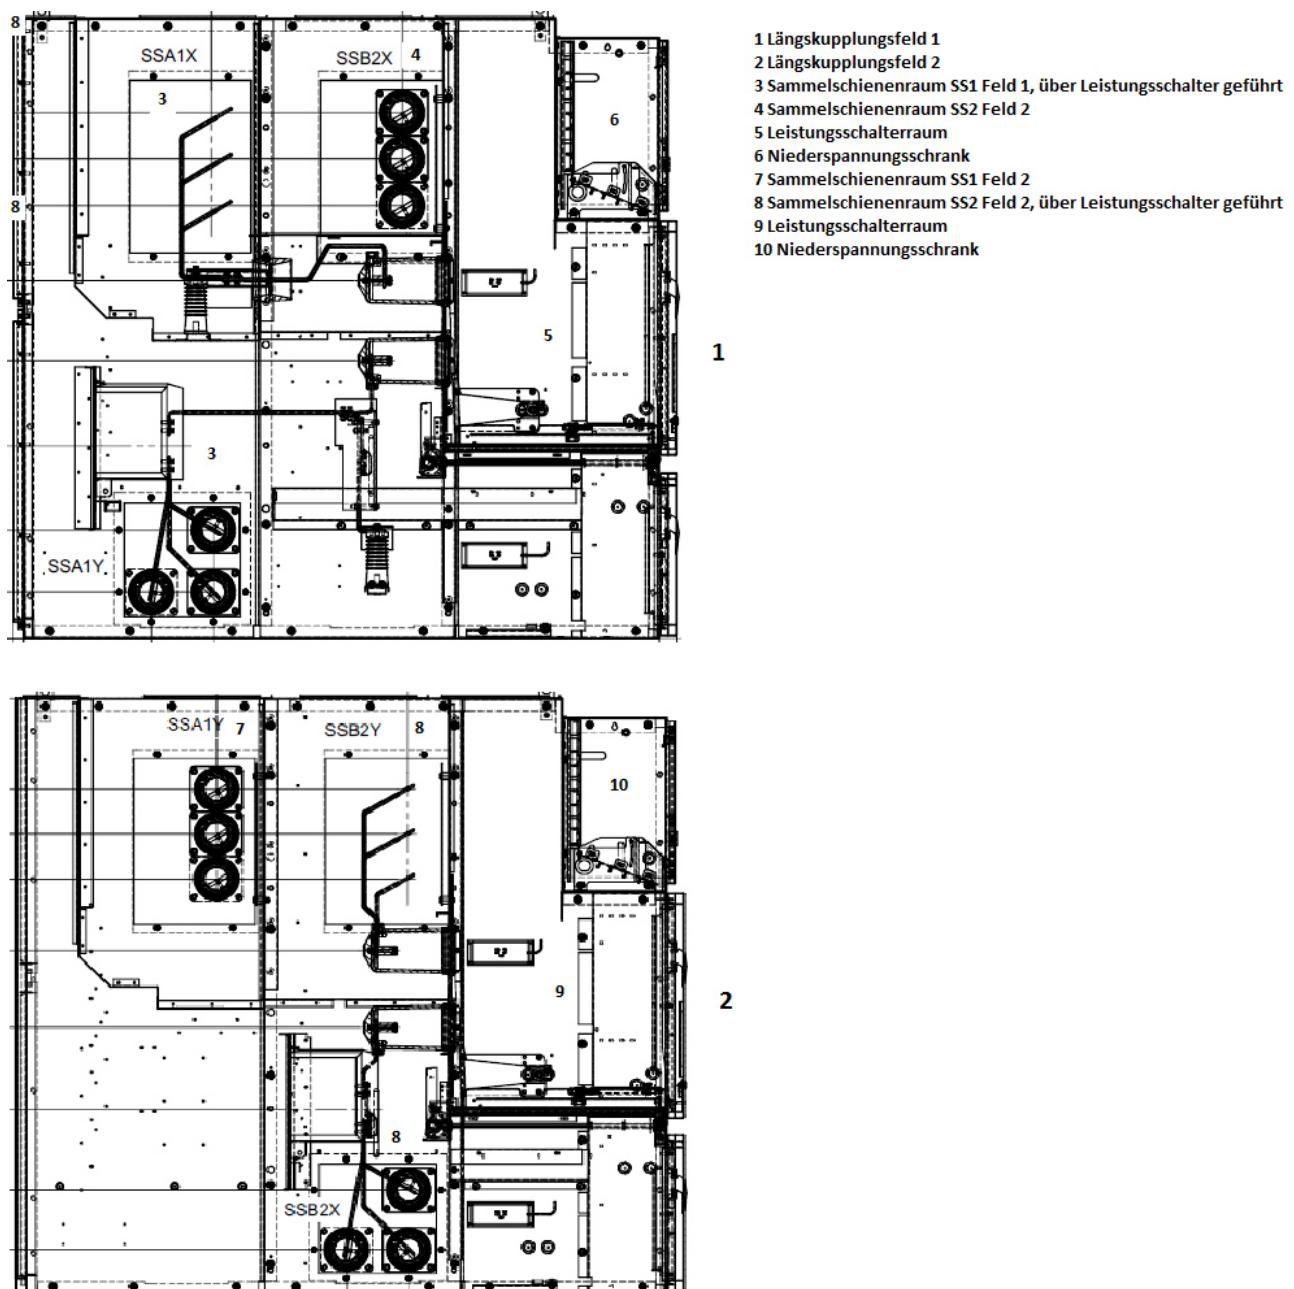 8
SSA1X
SSB2X
4
3
6
8
5
1
3
SSA1Y
1 Längskupplungsfeld 1
2 Längskupplungsfeld 2
3 Sammelschienenraum SS1 Feld 1, über Leistungsschalter geführt
4 Sammelschienenraum SS2 Feld 2
5 Leistungsschalterraum
6 Niederspannungsschrank
7 Sammelschienenraum SS1 Feld 2
8 Sammelschienenraum SS2 Feld 2, über Leistungsschalter geführt
9 Leistungsschalterraum
10 Niederspannungsschrank
SSA1Y
7
SSB2Y
8
10
9
2
8
SSB2X